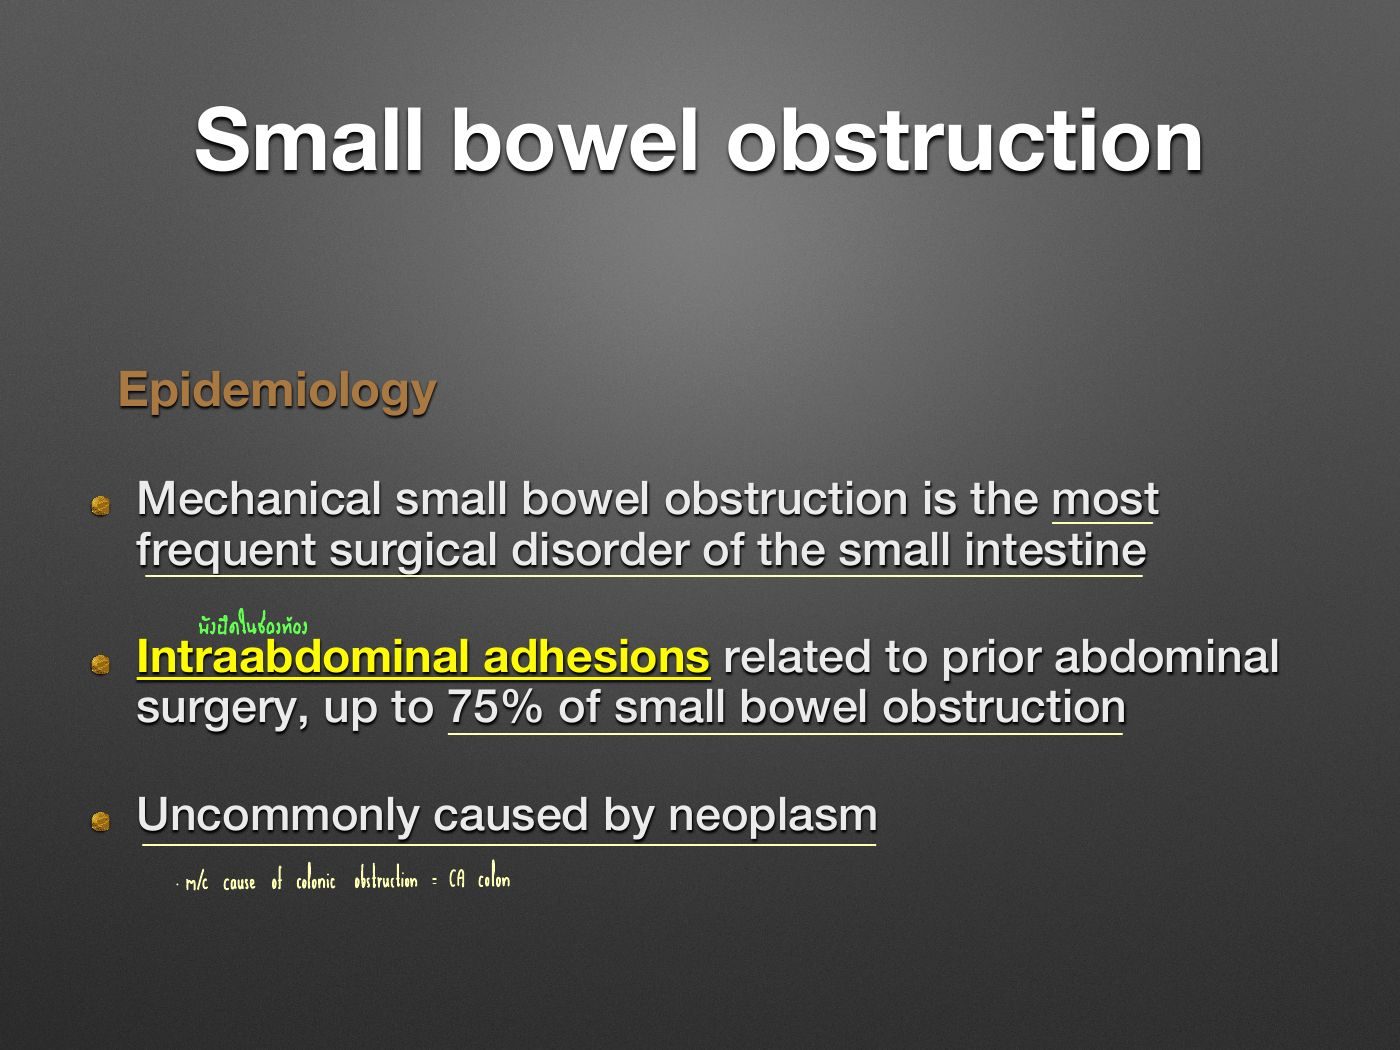 Small bowel obstruction
Epidemiology
Mechanical small bowel obstruction is the most
frequent surgical disorder of the small intestine
พังผืดในช่องท้อง
Intraabdominal adhesions related to prior abdominal
surgery, up to 75% of small bowel obstruction
Uncommonly caused by neoplasm
· m/c cause of colonic obstruction = CA colon